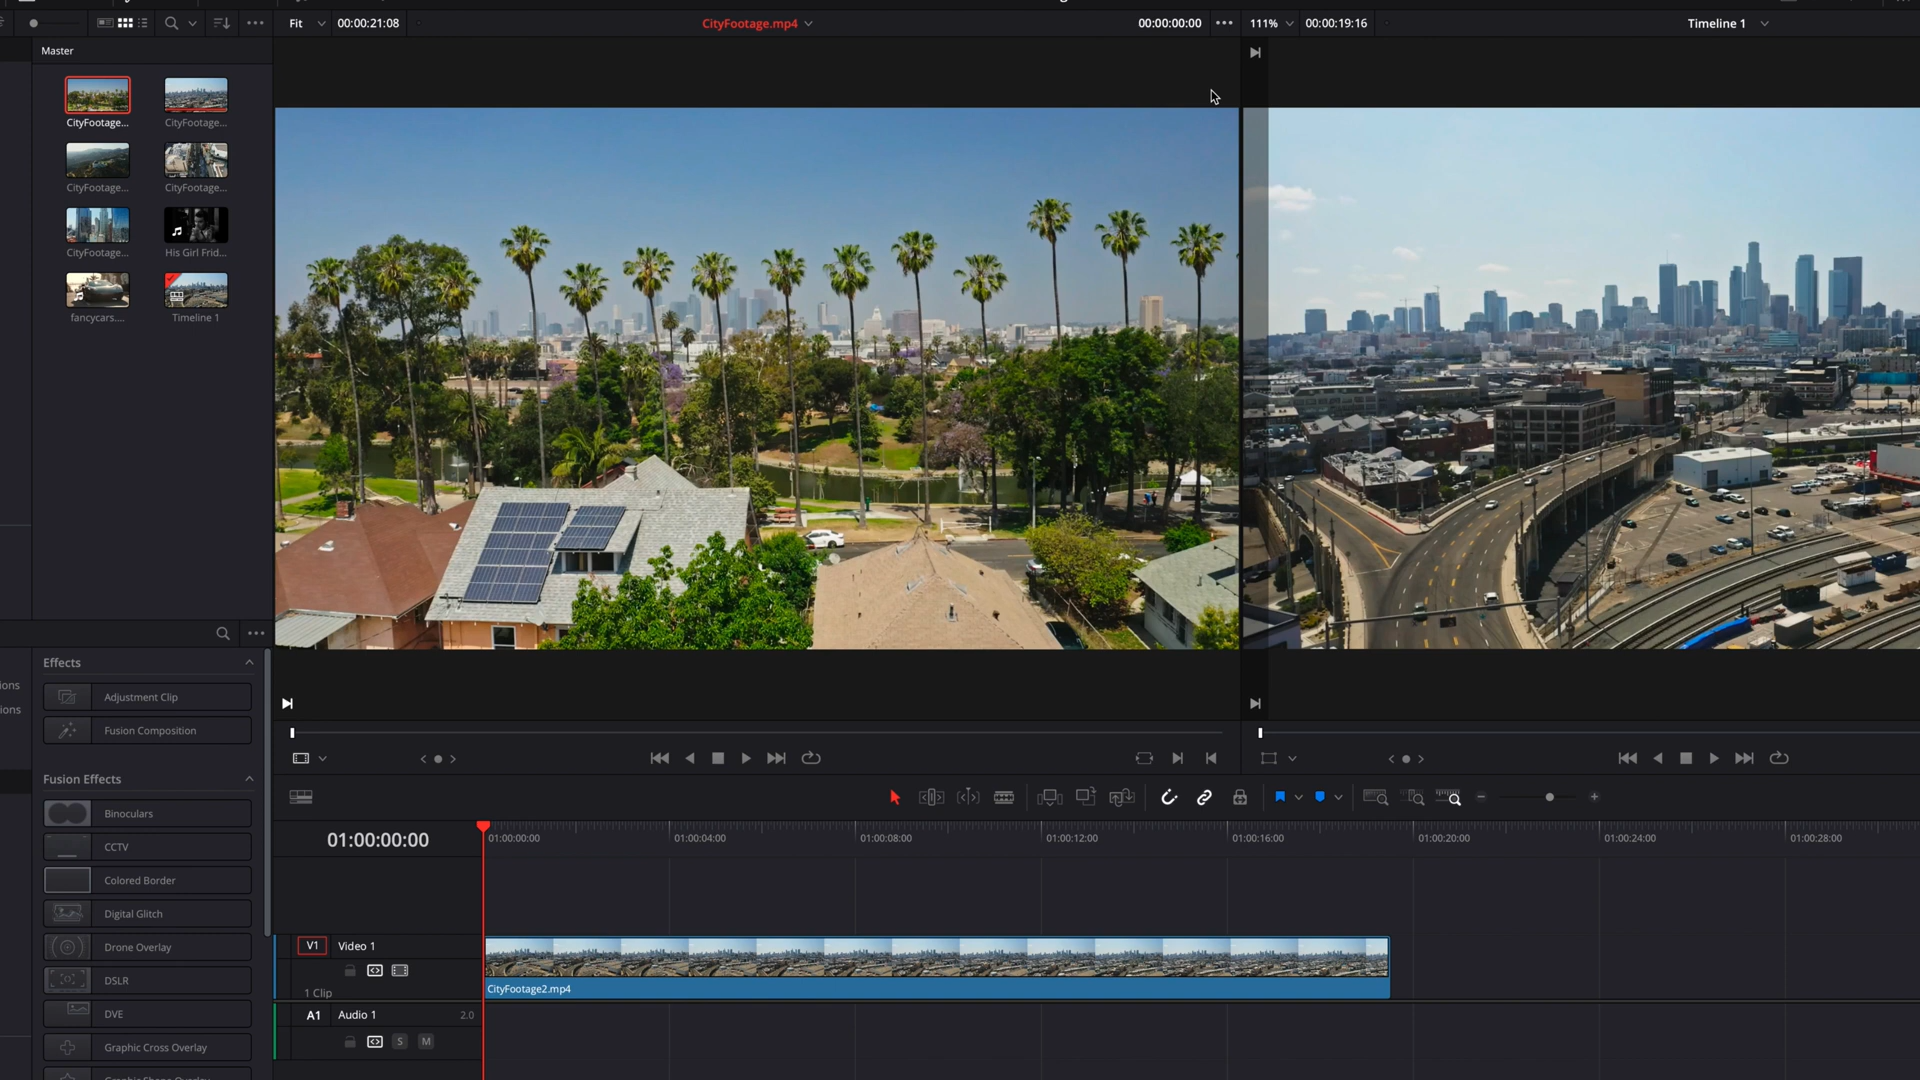 Fit 00:00:21:08 CityFootage.mp4 00:00:00:00 111% 00:00:19:16 Timeline 1
Master
CityFootage... CityFootage...
CityFootage... CityFootage...
CityFootage... His Girl Frid...
fancycars.... Timeline 1
Effects
ions
Adjustment Clip
ions
Fusion Composition
Fusion Effects
Binoculars
CCTV
Colored Border
Digital Glitch
Drone Overlay
DSLR
DVE
Graphic Cross Overlay
01:00:00:00
01:00:00:00 01:00:04:00 01:00:08:00 01:00:12:00 01:00:16:00 01:00:20:00 01:00:24:00 01:00:28:00
V1 Video 1
1 Clip
CityFootage2.mp4
A1 Audio 1 2.0
S M